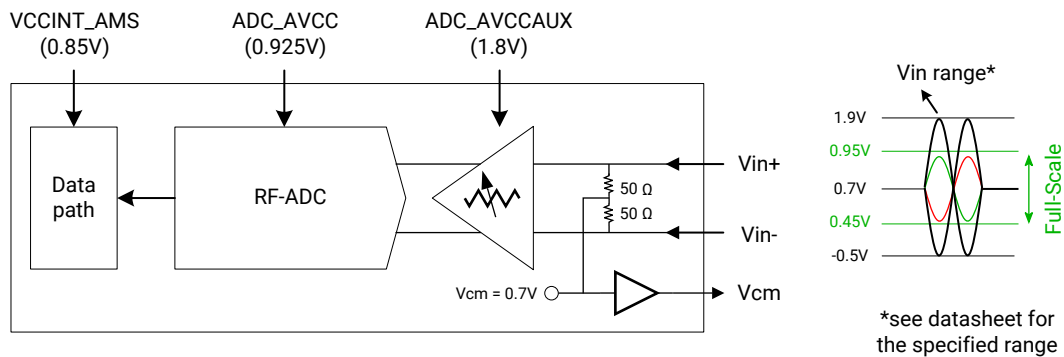 VCCINT_AMS
(0.85V)
ADC_AVCC
(0.925V)
ADC_AVCCAUX
(1.8V)
Data
path
RF-ADC
50 Ω
50 Ω
Vin+
Vin-
Vcm = 0.7V
Vcm
Vin range*
1.9V
0.95V
0.7V
0.45V
-0.5V
Full-Scale
*see datasheet for
the specified range